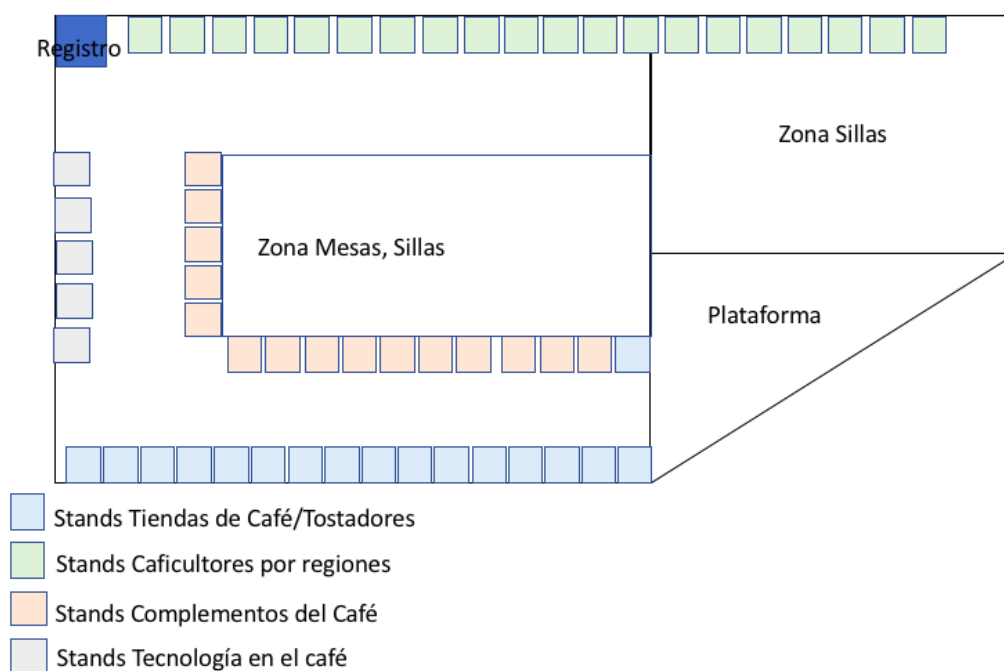 Registro
Zona Sillas
Zona Mesas, Sillas
Plataforma
Stands Tiendas de Café/Tostadores
Stands Caficultores por regiones
Stands Complementos del Café
Stands Tecnología en el café